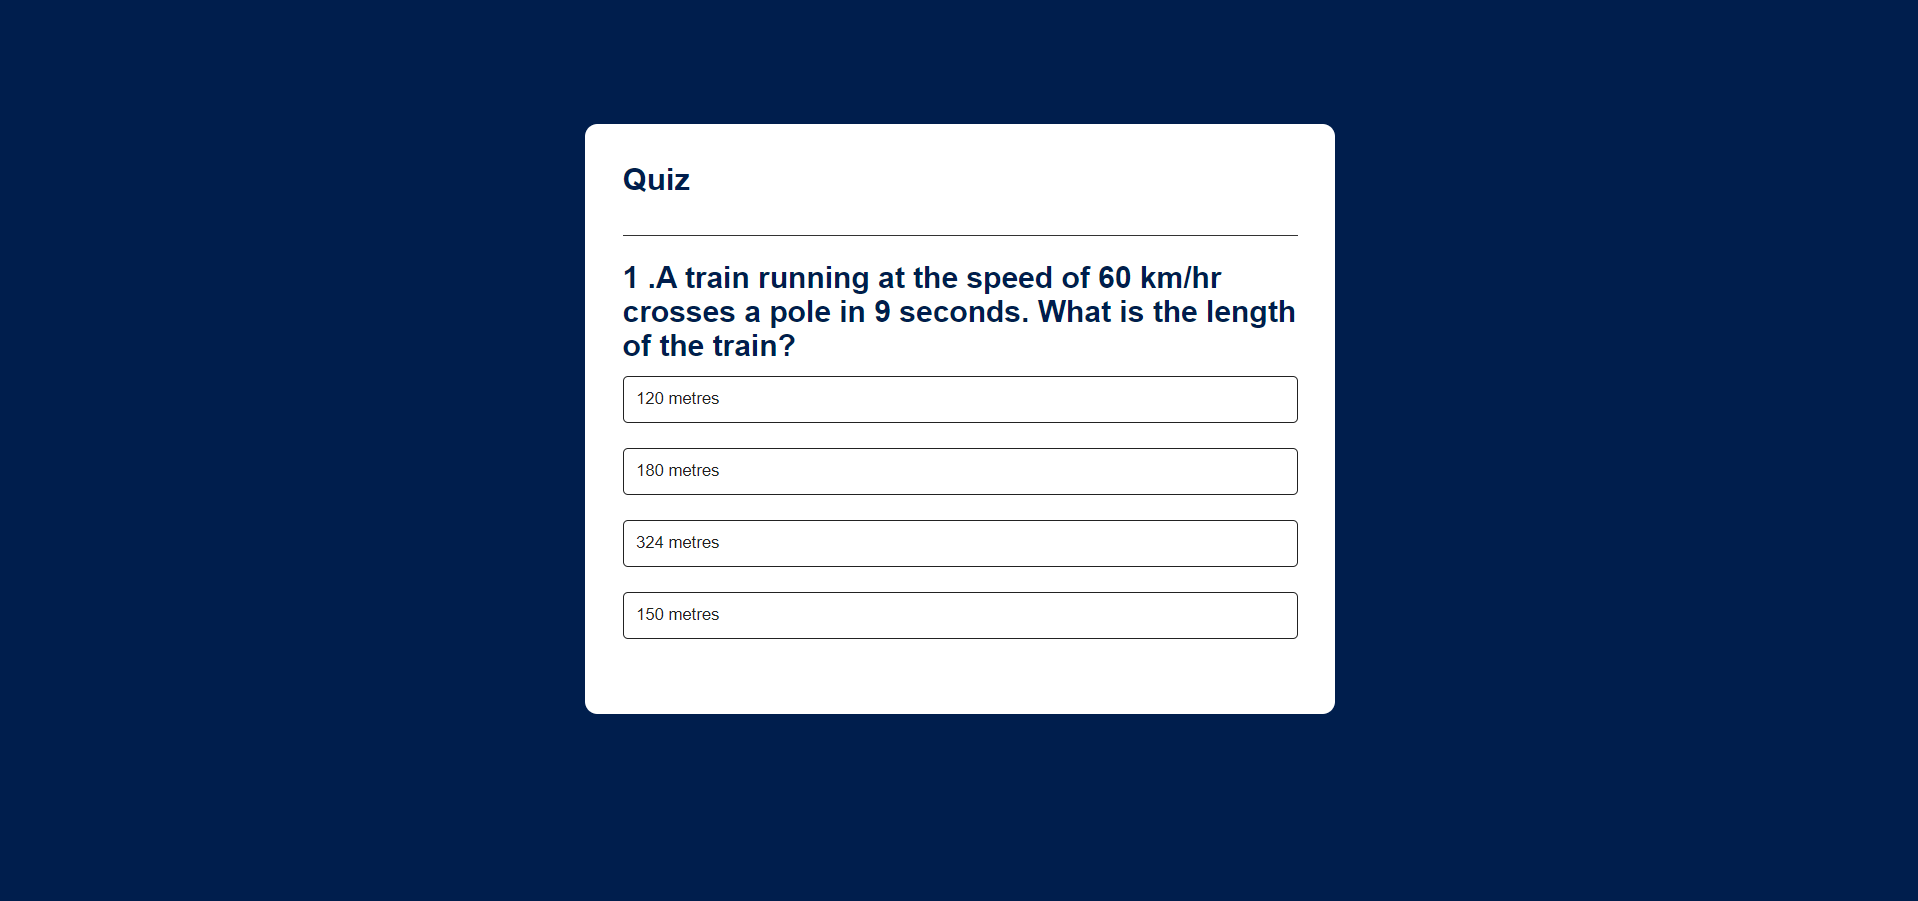 Quiz
1 .A train running at the speed of 60 km/hr
crosses a pole in 9 seconds. What is the length
of the train?
120 metres
180 metres
324 metres
150 metres